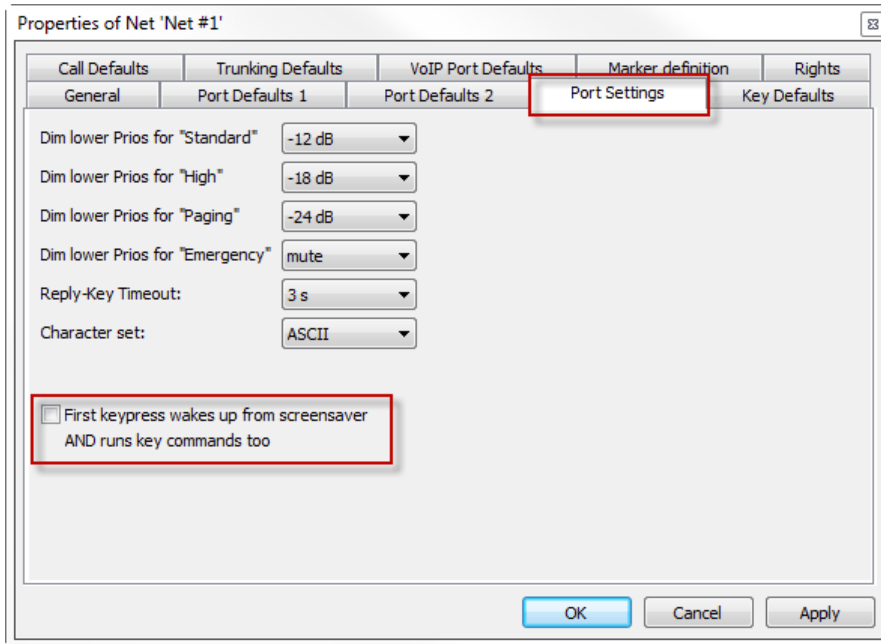 Properties of Net 'Net #1'
Call Defaults Trunking Defaults VoIP Port Defaults Marker definition Rights
General Port Defaults 1 Port Defaults 2 Port Settings Key Defaults
Dim lower Prios for "Standard" -12 dB
Dim lower Prios for "High" -18 dB
Dim lower Prios for "Paging" -24 dB
Dim lower Prios for "Emergency" mute
Reply-Key Timeout: 3 s
Character set: ASCII
First keypress wakes up from screensaver
AND runs key commands too
OK Cancel Apply